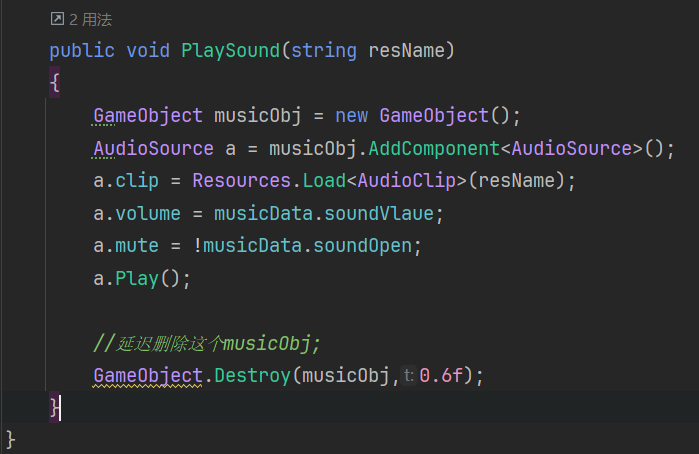 2 用法
public void PlaySound(string resName)
{
GameObject musicObj = new GameObject();
AudioSource a = musicObj.AddComponent<AudioSource>();
a.clip = Resources.Load<AudioClip>(resName);
a.volume = musicData.soundVlaue;
a.mute = !musicData.soundOpen;
a.Play();
//延迟删除这个musicObj;
GameObject.Destroy(musicObj, t: 0.6f);
}
}